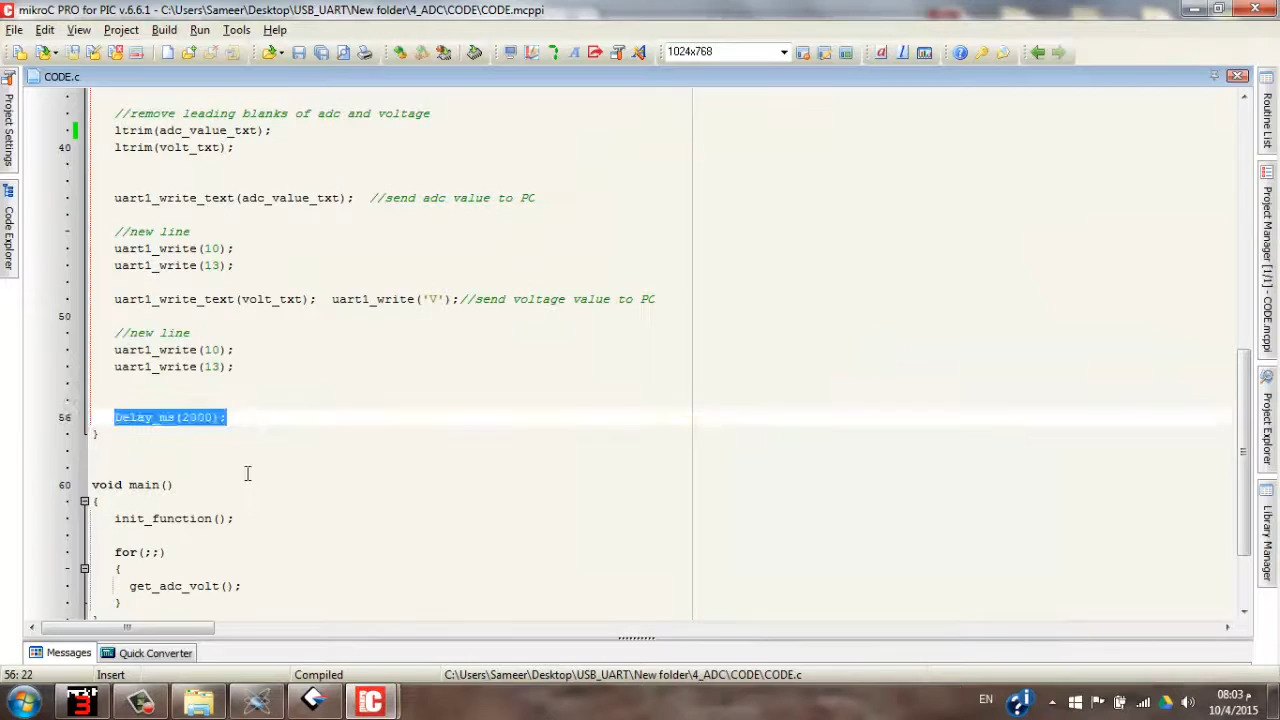 mikroC PRO for PIC v.6.6.1 - C:\Users\Sameer\Desktop\USB_UART\New folder\4_ADC\CODE\CODE.mcppi
File Edit View Project Build Run Tools Help
1024x768
CODE.c
Project Settings
Code Explorer
Routine List
Project Manager [1/1] - CODE.mcppi
Project Explorer
Library Manager
//remove leading blanks of adc and voltage
ltrim(adc_value_txt);
40 ltrim(volt_txt);
uart1_write_text(adc_value_txt); //send adc value to PC
//new line
uart1_write(10);
uart1_write(13);
uart1_write_text(volt_txt); uart1_write('V');//send voltage value to PC
50
//new line
uart1_write(10);
uart1_write(13);
56 Delay_ms(2000);
}
60 void main()
{
init_function();
for(;;)
{
get_adc_volt();
}
Messages Quick Converter
56: 22 Insert Compiled C:\Users\Sameer\Desktop\USB_UART\New folder\4_ADC\CODE\CODE.c
EN
08:03 م
10/4/2015